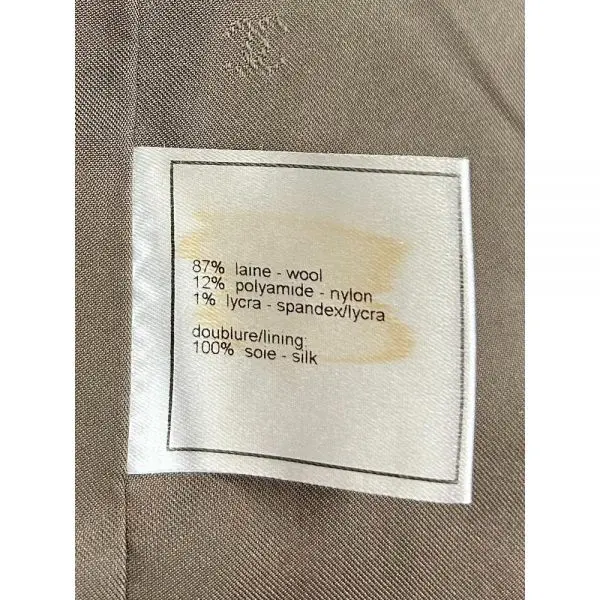 87% laine - wool
12% polyamide - nylon
1% lycra - spandex/lycra
doublure/lining:
100% soie - silk